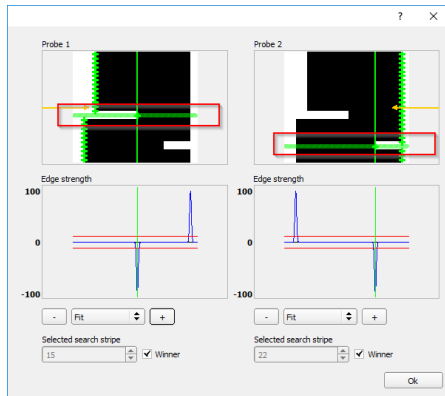 ?
Probe 1 Probe 2
Edge strength Edge strength
100 100
0 0
-100 -100
- Fit + - Fit +
Selected search stripe Selected search stripe
15 Winner 22 Winner
Ok